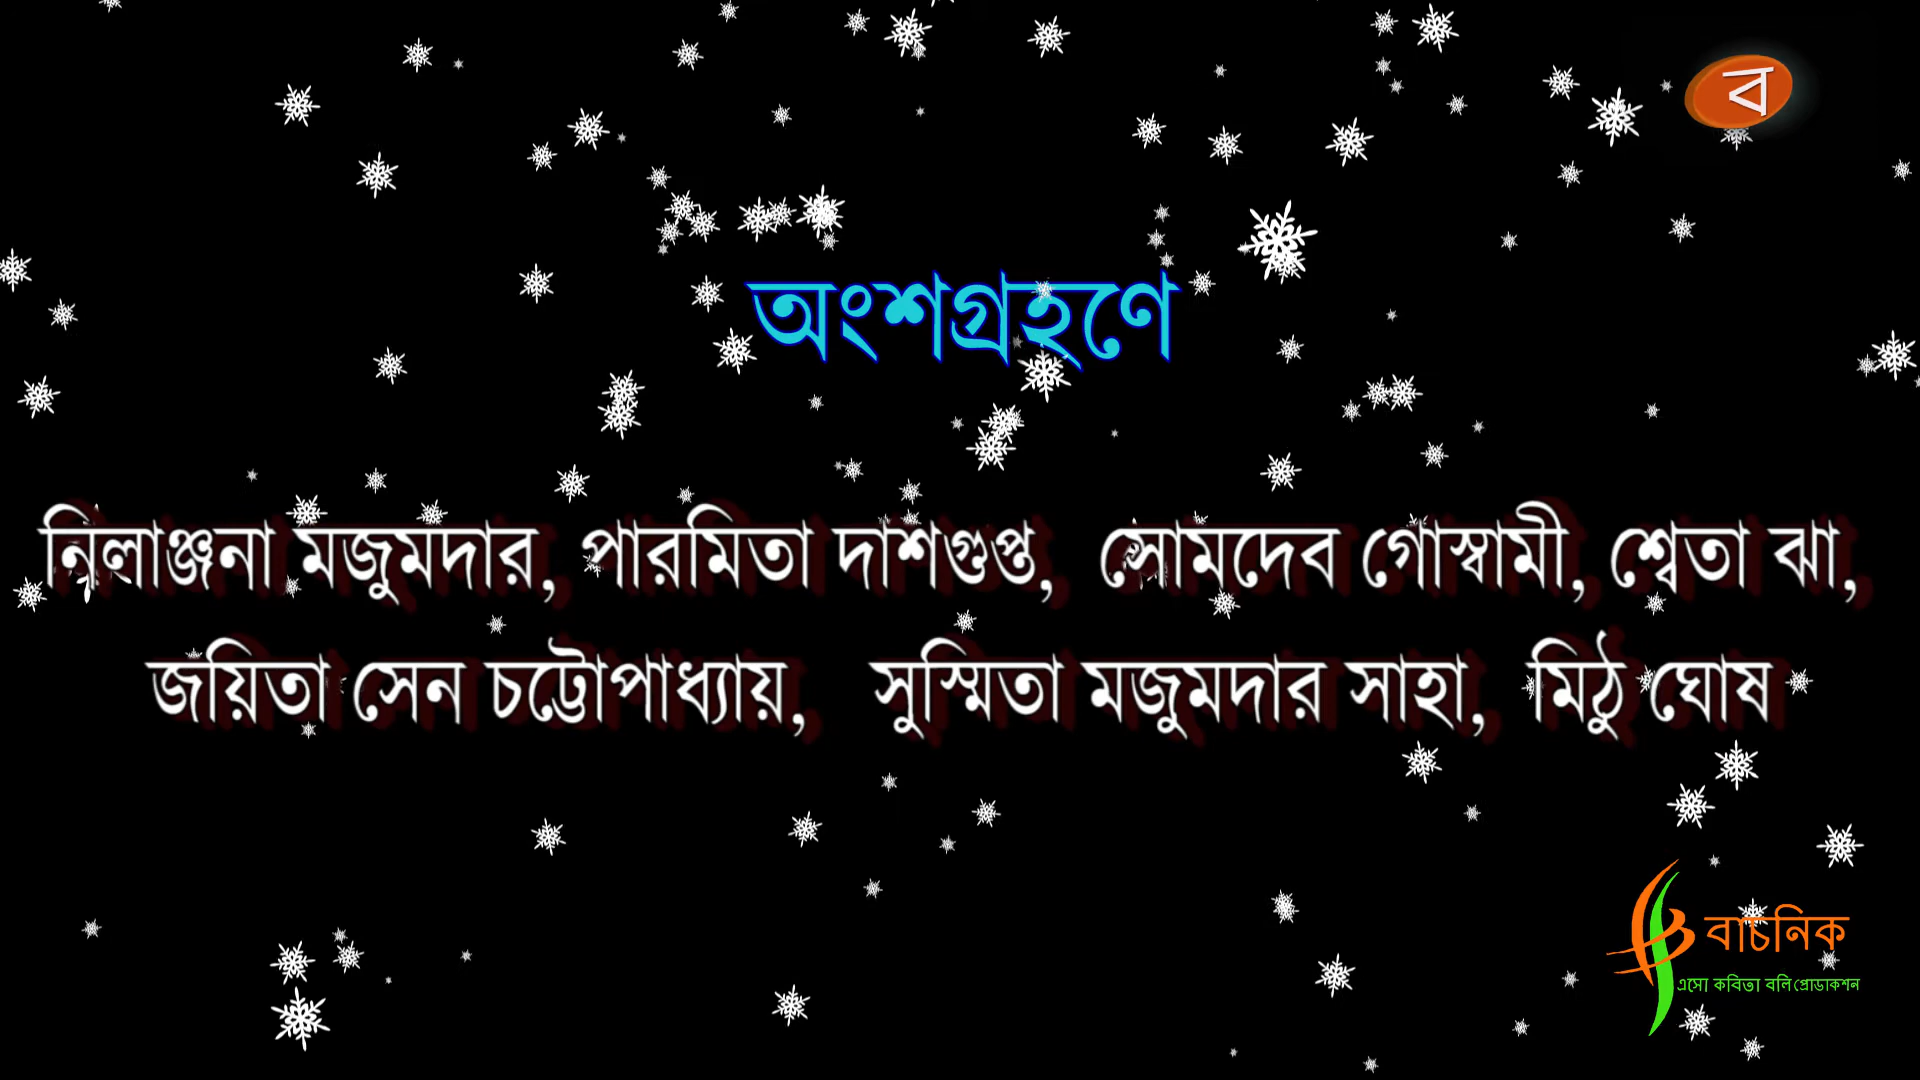 ব
অংশগ্রহণে
নিলাঞ্জনা মজুমদার, পারমিতা দাশগুপ্ত, সোমদেব গোস্বামী, শ্বেতা ঝা,
জয়িতা সেন চট্টোপাধ্যায়, সুস্মিতা মজুমদার সাহা, মিঠু ঘোষ
বাচনিক
এসো কবিতা বলি প্রোডাকশন